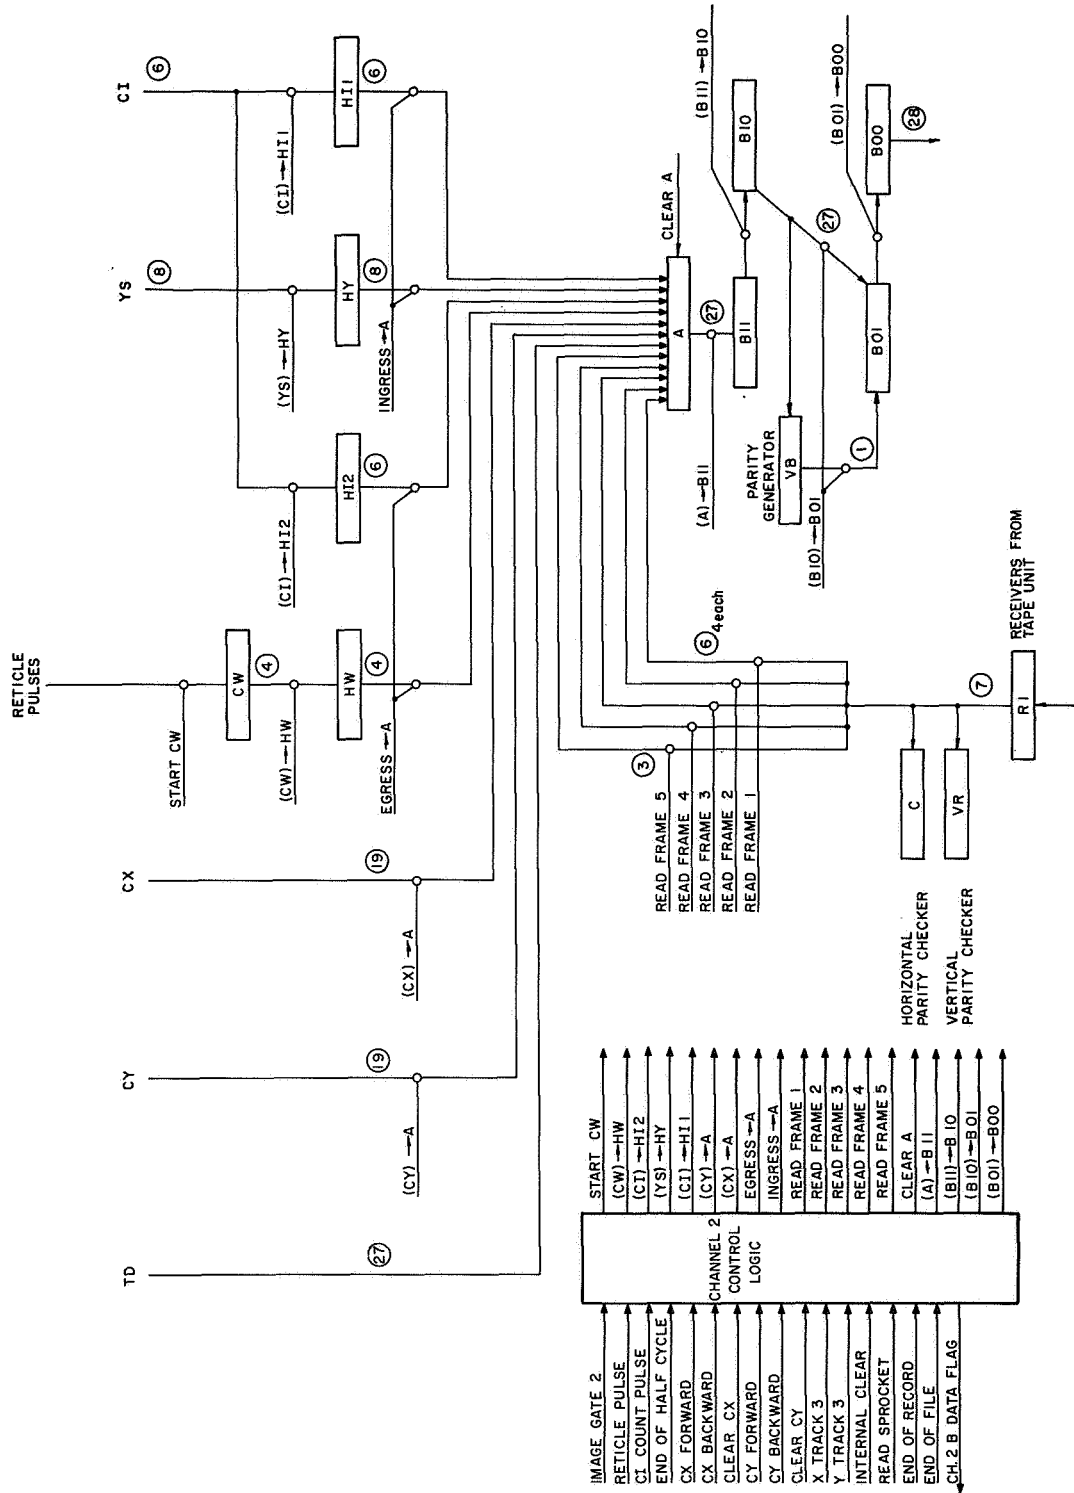 RETICLE
PULSES
START CW
CW
4
(CW)→HW
HW
4
EGRESS→A
CI
6
(CI)→HI1
HI1
6
YS
8
(YS)→HY
HY
8
INGRESS→A
(CI)→HI2
HI2
6
CX
19
(CX)→A
CY
19
(CY)→A
TD
27
CLEAR A
A
27
(A)→B11
B11
(B11)→B10
B10
PARITY
GENERATOR
VB
(B10)→B01
1
27
B01
(B01)→B00
B00
28
6 4each
3
READ FRAME 5
READ FRAME 4
READ FRAME 3
READ FRAME 2
READ FRAME 1
7
C
VR
R1
RECEIVERS FROM
TAPE UNIT
HORIZONTAL
PARITY CHECKER
VERTICAL
PARITY CHECKER
START CW
(CW)→HW
(CI)→HI2
(YS)→HY
(CI)→HI1
(CY)→A
(CX)→A
EGRESS→A
INGRESS→A
READ FRAME 1
READ FRAME 2
READ FRAME 3
READ FRAME 4
READ FRAME 5
CLEAR A
(A)→B11
(B11)→B10
(B10)→B01
(B01)→B00
CHANNEL 2
CONTROL
LOGIC
IMAGE GATE 2
RETICLE PULSE
CI COUNT PULSE
END OF HALF CYCLE
CX FORWARD
CX BACKWARD
CLEAR CX
CY FORWARD
CY BACKWARD
CLEAR CY
X TRACK 3
Y TRACK 3
INTERNAL CLEAR
READ SPROCKET
END OF RECORD
END OF FILE
CH.2 B DATA FLAG